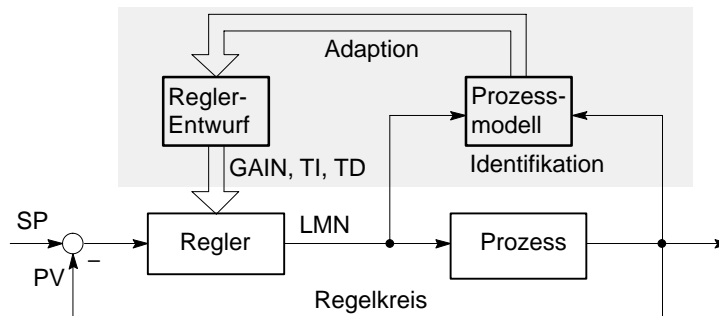 Adaption
Regler-
Entwurf
Prozess-
modell
GAIN, TI, TD
Identifikation
SP
Regler
LMN
Prozess
PV
–
Regelkreis